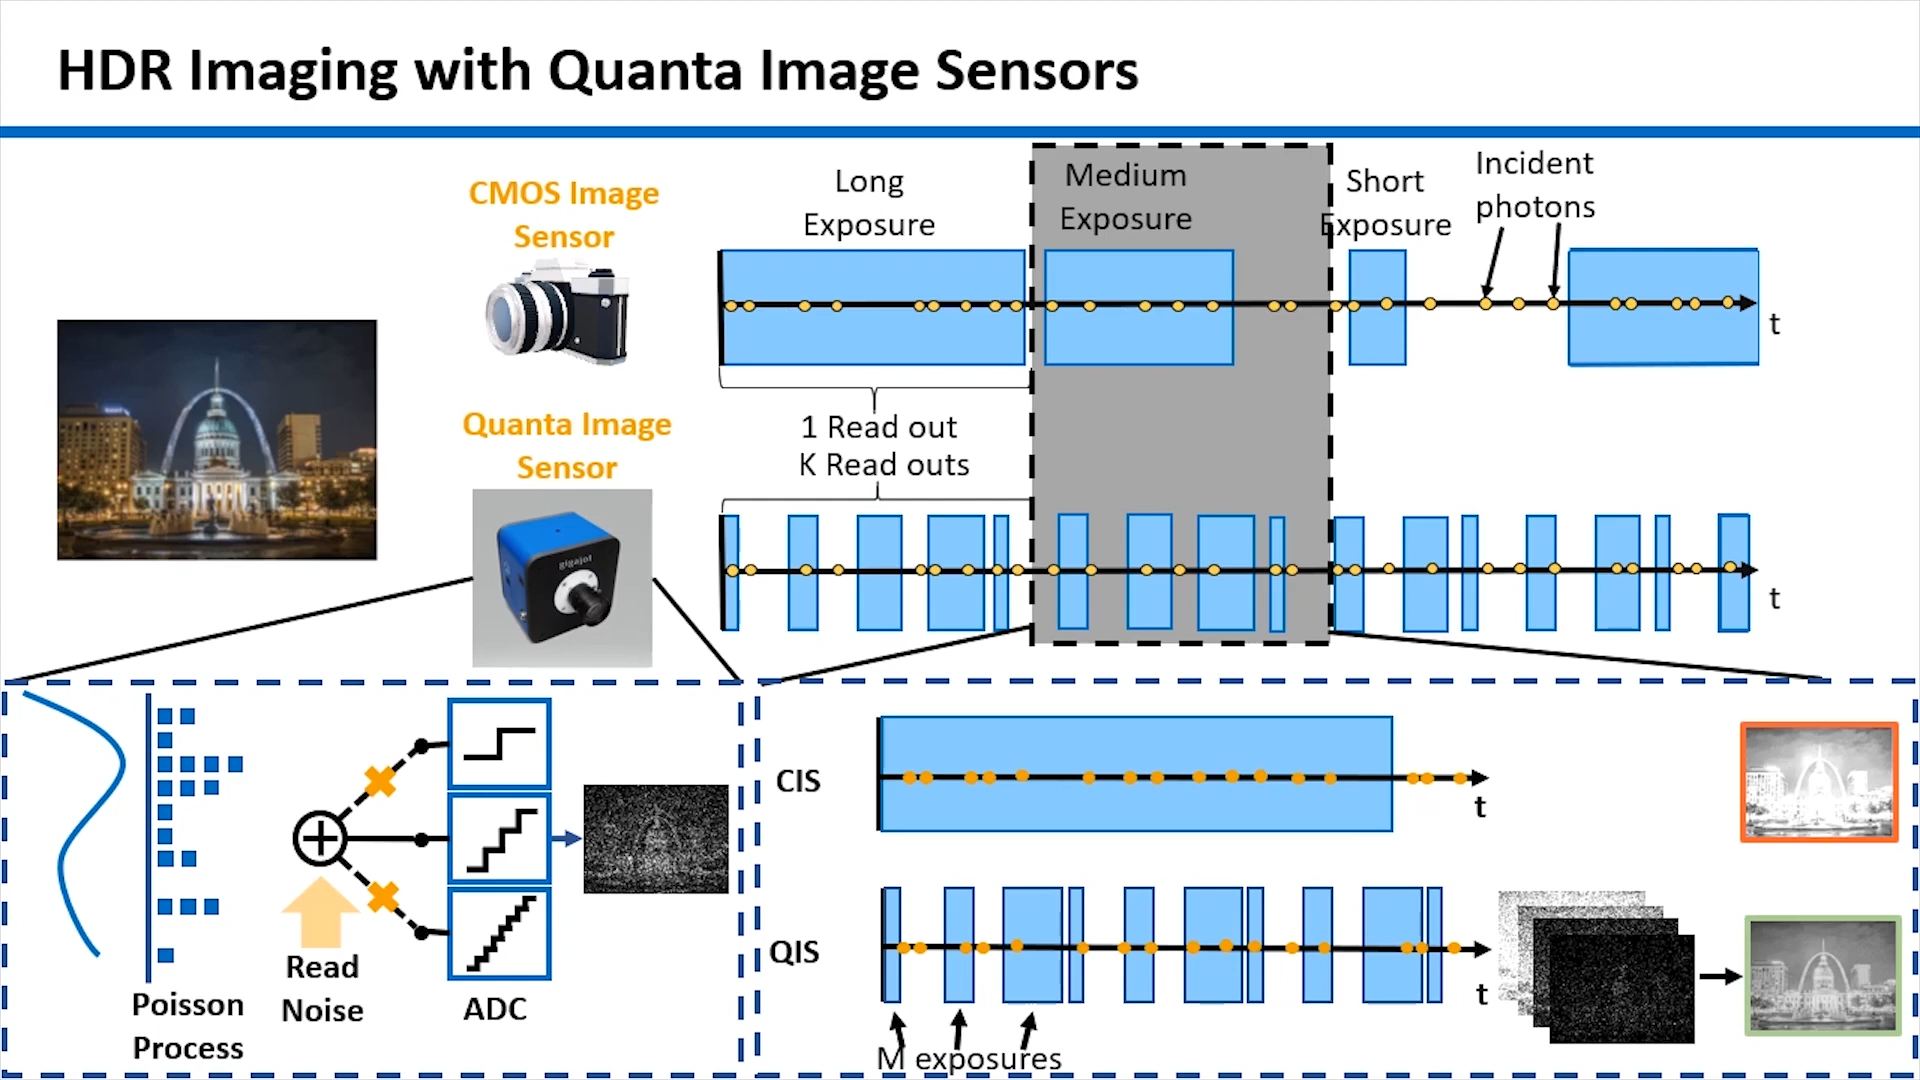 HDR Imaging with Quanta Image Sensors
CMOS Image
Sensor
Long
Exposure
Medium
Exposure
Short
Exposure
Incident
photons
t
1 Read out
K Read outs
Quanta Image
Sensor
gigajot
t
Poisson
Process
Read
Noise
ADC
CIS
t
QIS
t
M exposures